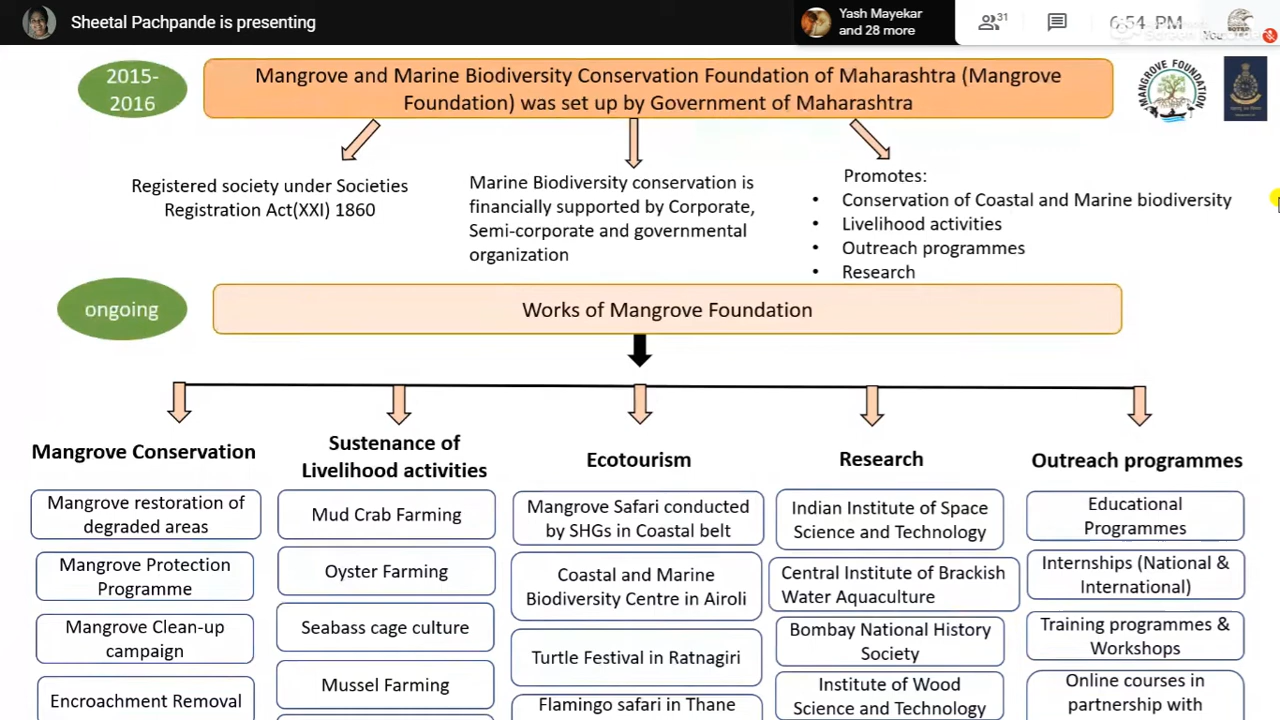 Sheetal Pachpande is presenting
Yash Mayekar
and 28 more
31
6:54 PM
You
2015-
2016
Mangrove and Marine Biodiversity Conservation Foundation of Maharashtra (Mangrove
Foundation) was set up by Government of Maharashtra
MANGROVE FOUNDATION
Registered society under Societies
Registration Act(XXI) 1860
Marine Biodiversity conservation is
financially supported by Corporate,
Semi-corporate and governmental
organization
Promotes:
• Conservation of Coastal and Marine biodiversity
• Livelihood activities
• Outreach programmes
• Research
ongoing
Works of Mangrove Foundation
Mangrove Conservation
Mangrove restoration of
degraded areas
Mangrove Protection
Programme
Mangrove Clean-up
campaign
Encroachment Removal
Sustenance of
Livelihood activities
Mud Crab Farming
Oyster Farming
Seabass cage culture
Mussel Farming
Ecotourism
Mangrove Safari conducted
by SHGs in Coastal belt
Coastal and Marine
Biodiversity Centre in Airoli
Turtle Festival in Ratnagiri
Flamingo safari in Thane
Research
Indian Institute of Space
Science and Technology
Central Institute of Brackish
Water Aquaculture
Bombay National History
Society
Institute of Wood
Science and Technology
Outreach programmes
Educational
Programmes
Internships (National &
International)
Training programmes &
Workshops
Online courses in
partnership with